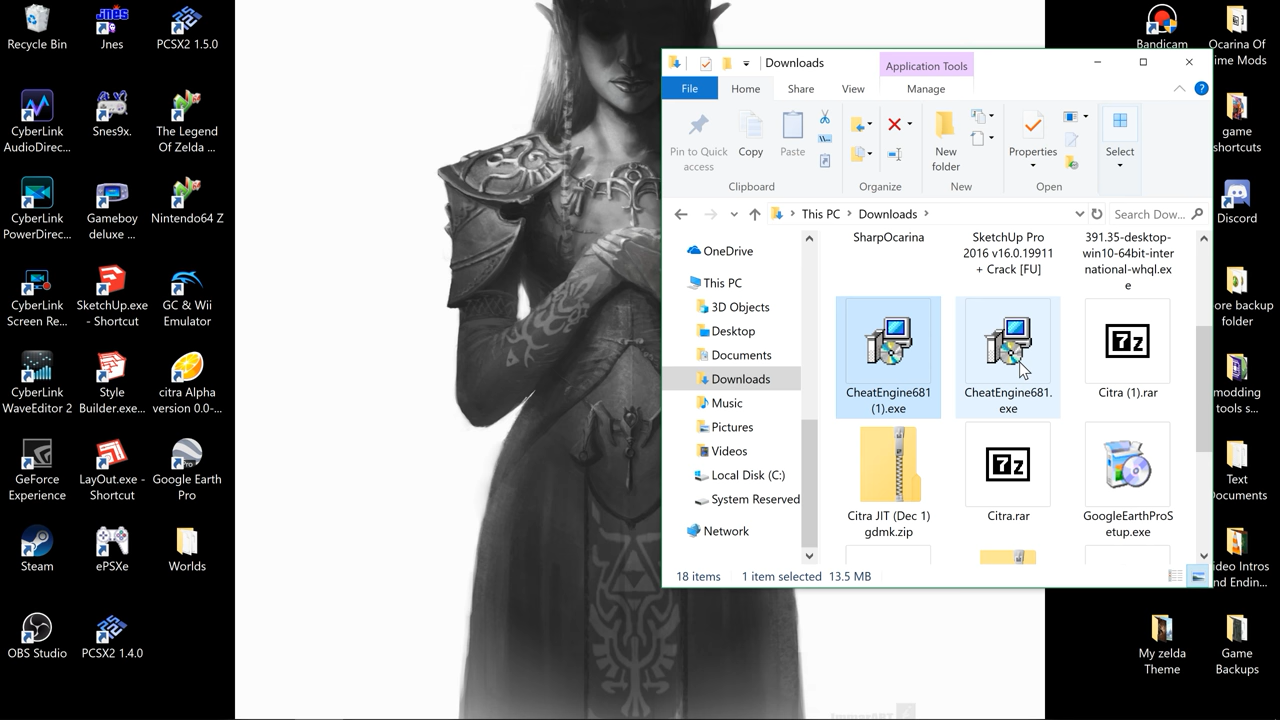 Recycle Bin
Jnes
PCSX2 1.5.0
CyberLink
AudioDirec...
Snes9x.
The Legend
Of Zelda ...
CyberLink
PowerDirec...
Gameboy
deluxe ...
Nintendo64 Z
CyberLink
Screen Re...
SketchUp.exe
- Shortcut
GC & Wii
Emulator
CyberLink
WaveEditor 2
Style
Builder.exe...
citra Alpha
version 0.0-...
GeForce
Experience
LayOut.exe -
Shortcut
Google Earth
Pro
Steam
ePSXe
Worlds
OBS Studio
PCSX2 1.4.0
Downloads
Application Tools
File
Home
Share
View
Manage
Pin to Quick
access
Copy
Paste
Clipboard
Organize
New
folder
New
Properties
Open
Select
This PC
Downloads
Search Dow...
OneDrive
This PC
3D Objects
Desktop
Documents
Downloads
Music
Pictures
Videos
Local Disk (C:)
System Reserved
Network
SharpOcarina
SketchUp Pro
2016 v16.0.19911
+ Crack [FU]
391.35-desktop-
win10-64bit-inter
national-whql.ex
e
CheatEngine681
(1).exe
CheatEngine681.
exe
Citra (1).rar
Citra JIT (Dec 1)
gdmk.zip
Citra.rar
GoogleEarthProS
etup.exe
18 items
1 item selected
13.5 MB
Bandicam
Ocarina Of
ime Mods
game
shortcuts
Discord
ore backup
folder
modding
tools s...
Text
Documents
ideo Intros
nd Endin...
My zelda
Theme
Game
Backups